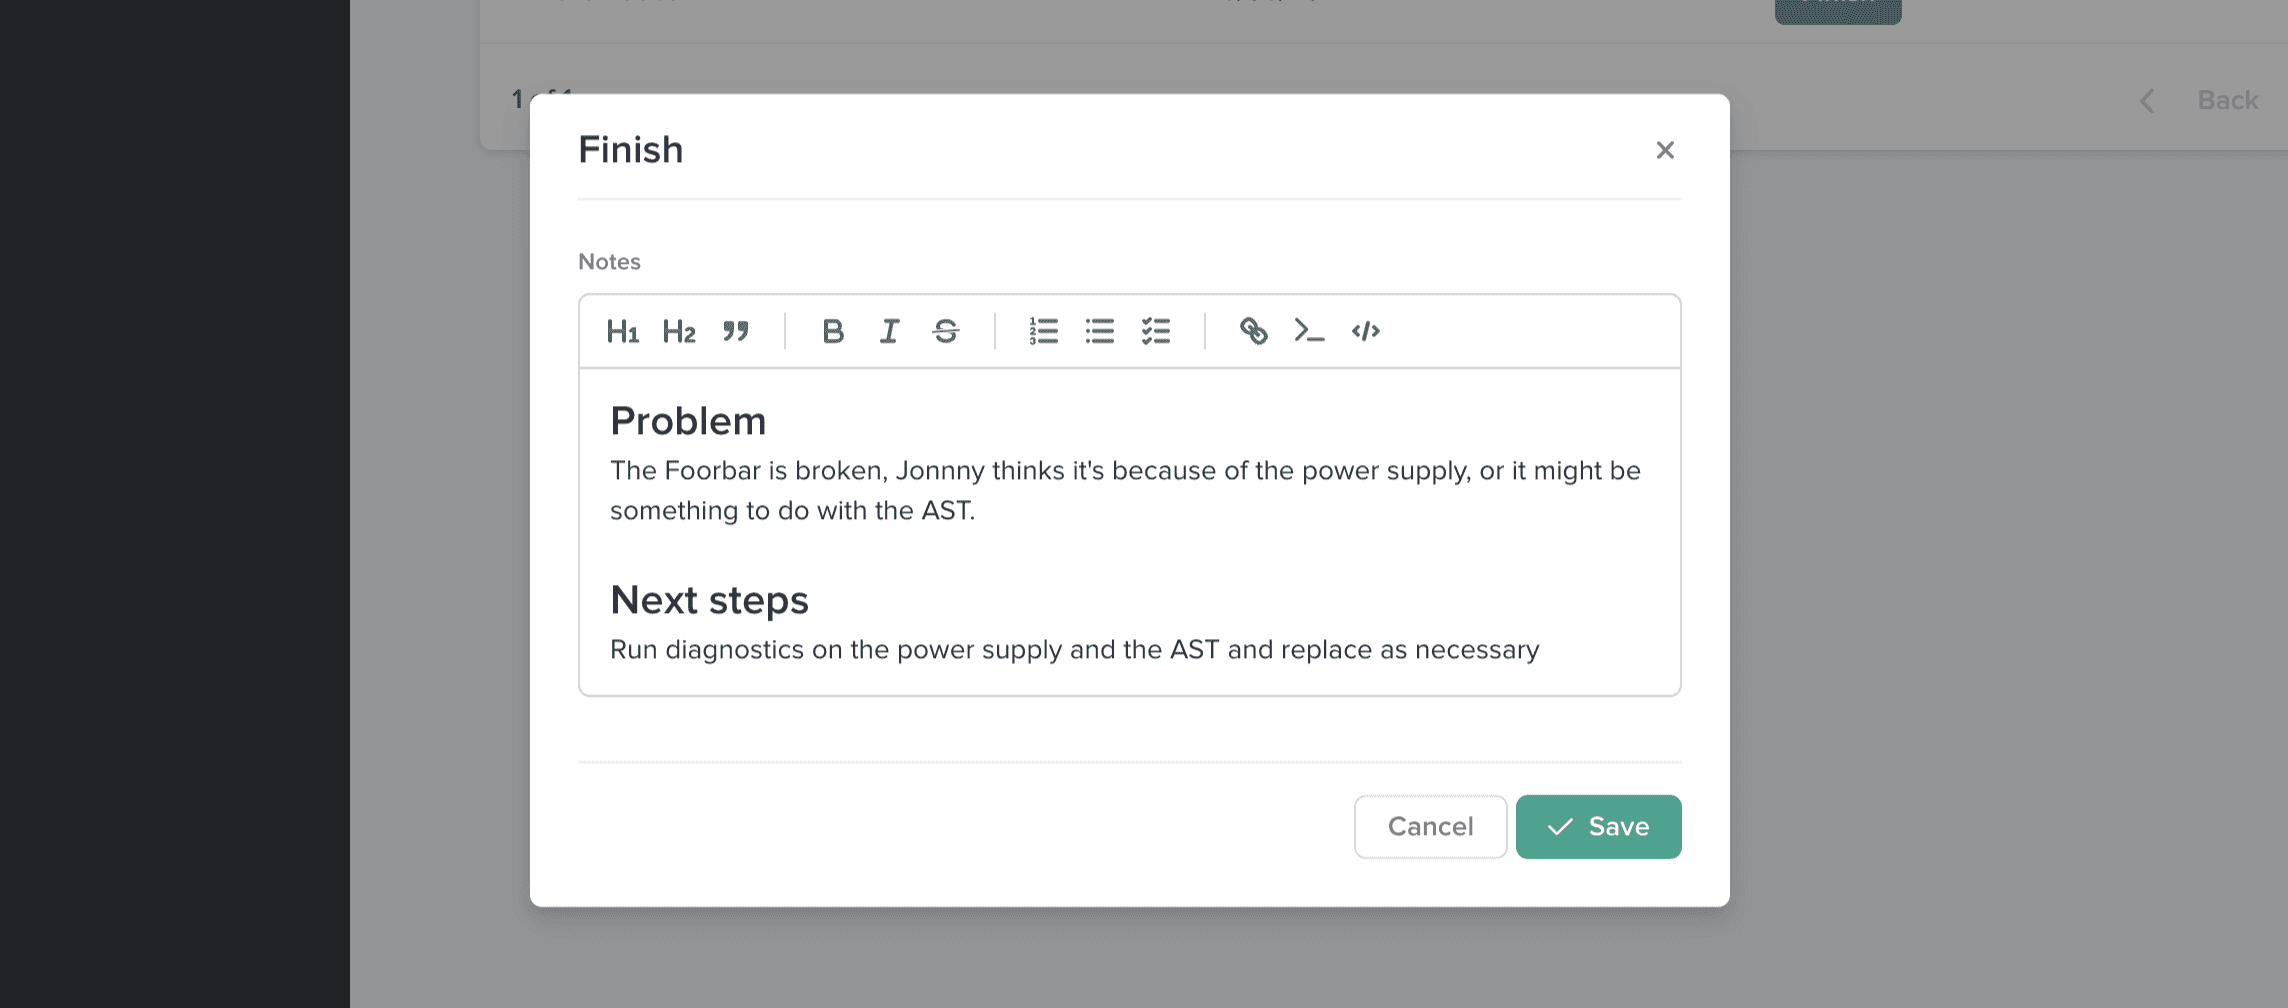 1 of 1
Back
Finish
Notes
H1 H2
B I S
Problem
The Foorbar is broken, Jonnny thinks it's because of the power supply, or it might be
something to do with the AST.
Next steps
Run diagnostics on the power supply and the AST and replace as necessary
Cancel
Save